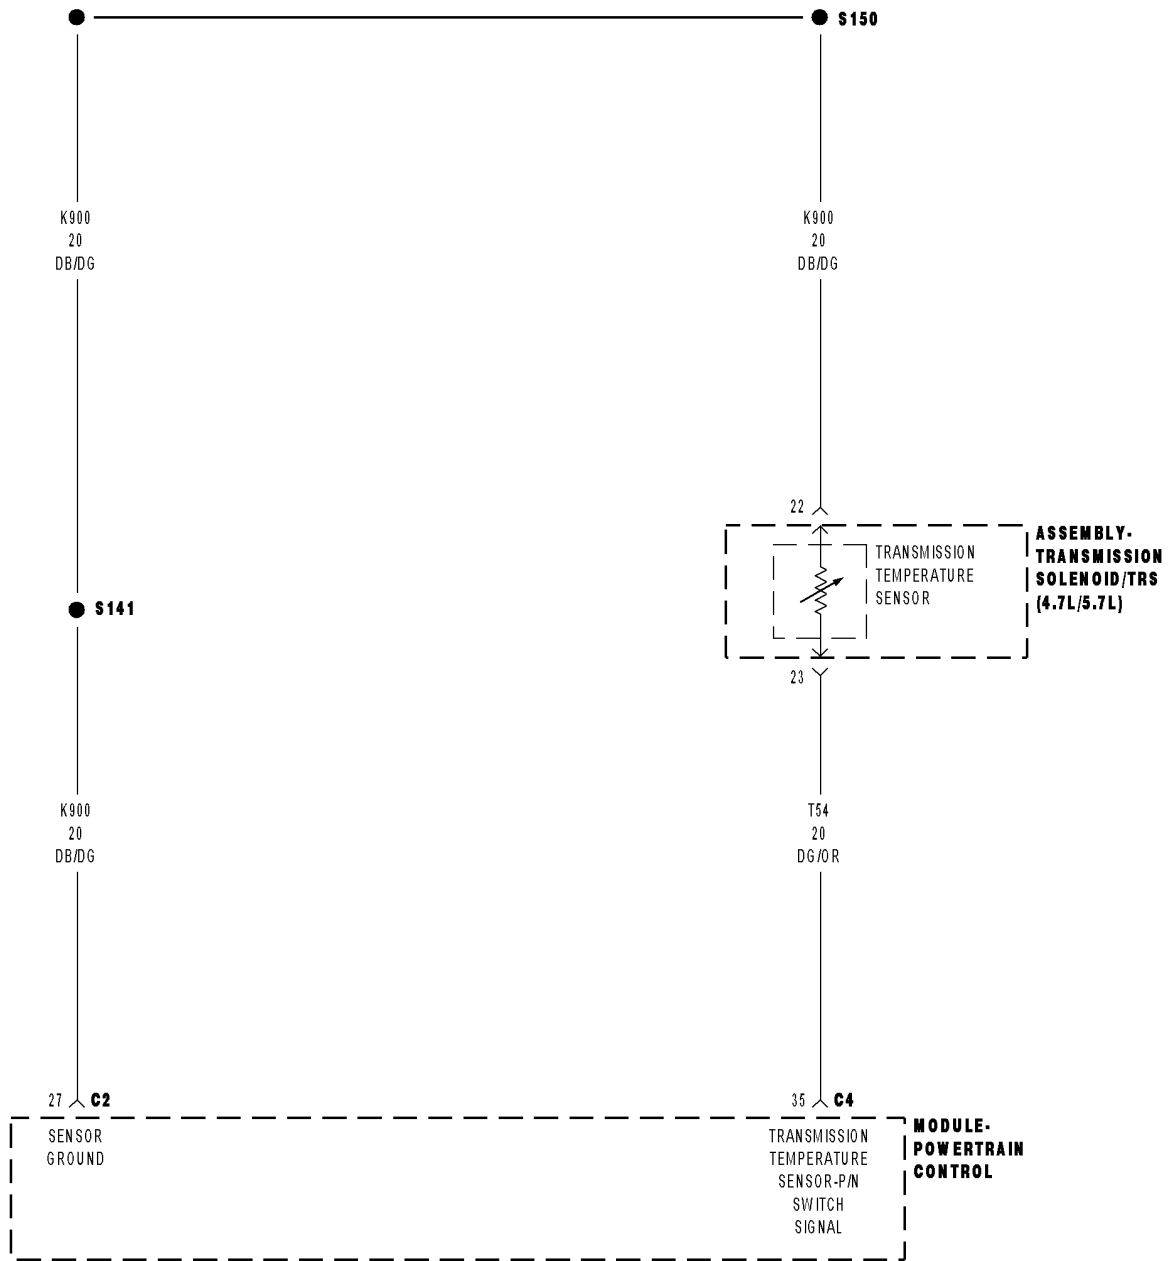 S150
K900
20
DB/DG
K900
20
DB/DG
22
ASSEMBLY-
TRANSMISSION
SOLENOID/TRS
(4.7L/5.7L)
TRANSMISSION
TEMPERATURE
SENSOR
S141
23
K900
20
DB/DG
T54
20
DG/OR
27 C2
35 C4
SENSOR
GROUND
TRANSMISSION
TEMPERATURE
SENSOR-P/N
SWITCH
SIGNAL
MODULE-
POWERTRAIN
CONTROL